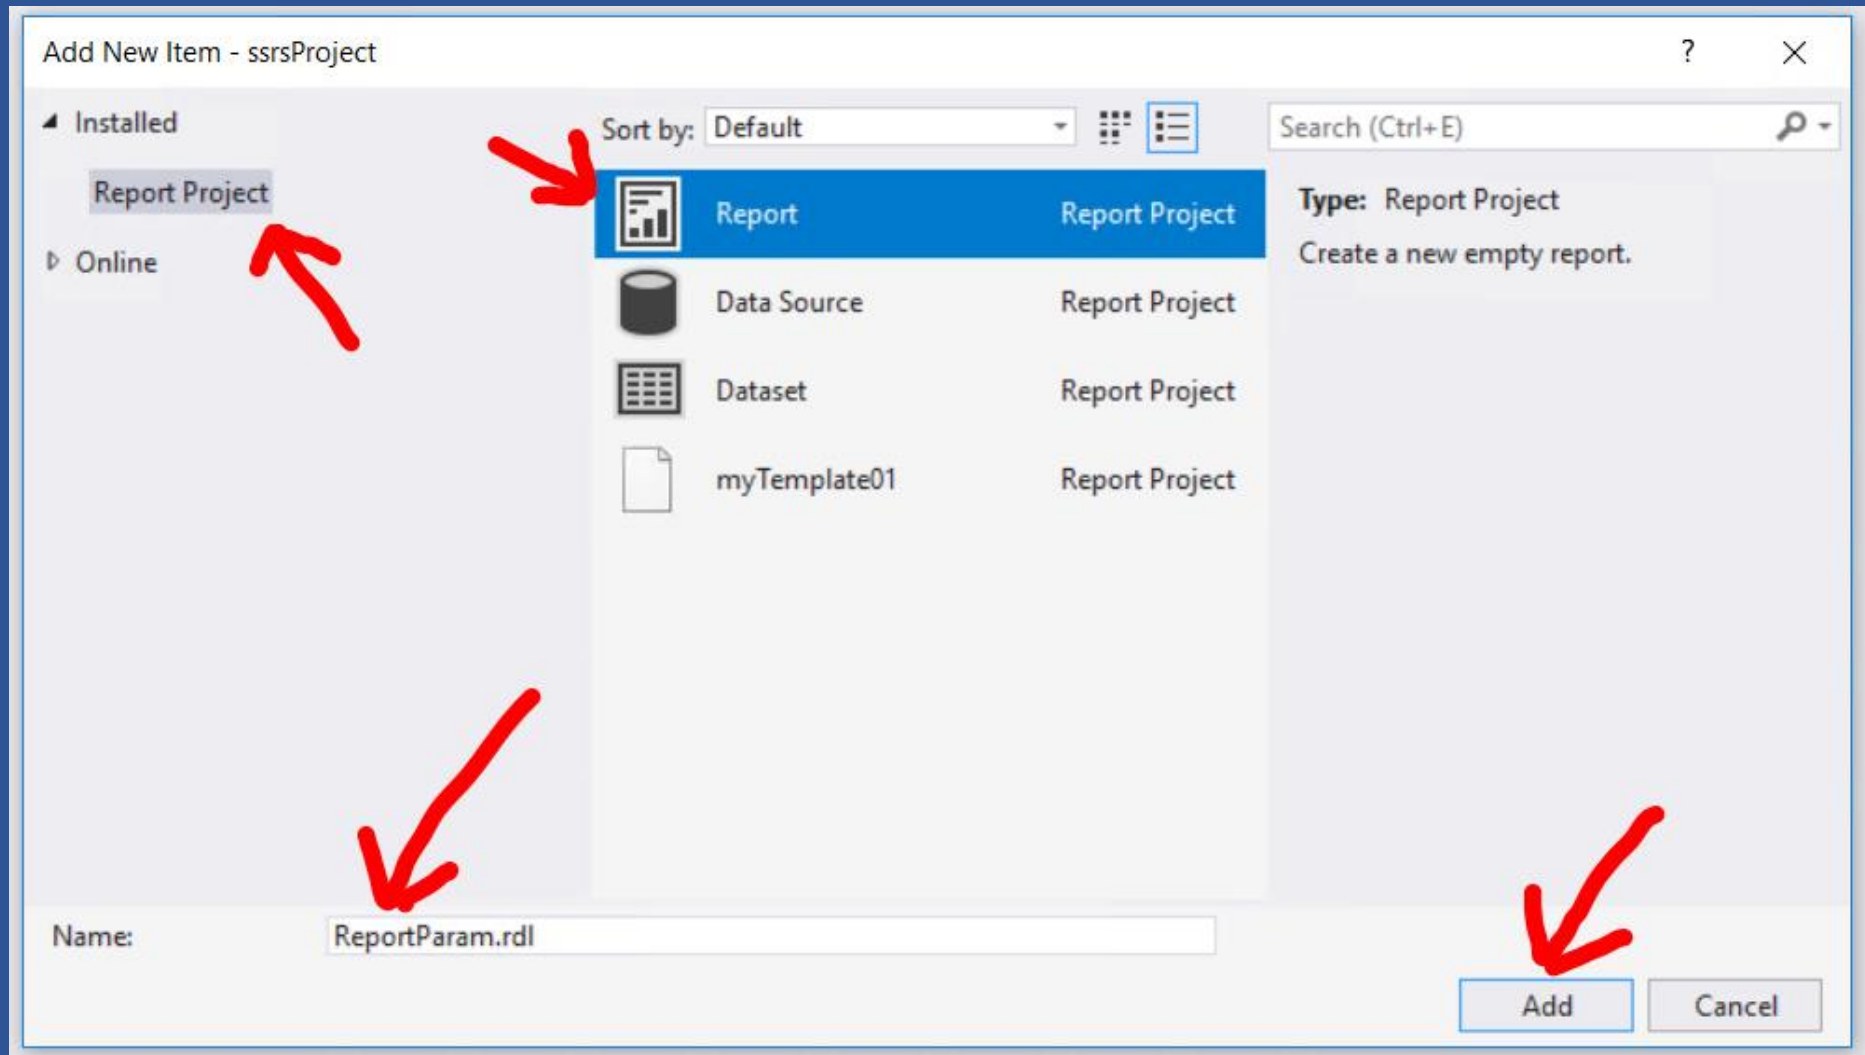 Add New Item - ssrsProject
?
Installed
Report Project
Online
Sort by: Default
Search (Ctrl+E)
Report Report Project
Data Source Report Project
Dataset Report Project
myTemplate01 Report Project
Type: Report Project
Create a new empty report.
Name: ReportParam.rdl
Add Cancel